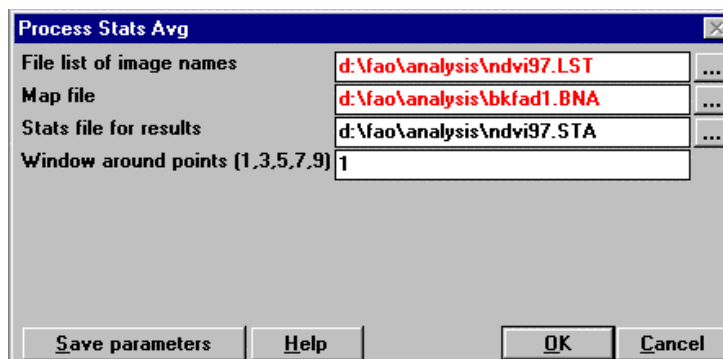 Process Stats Avg
File list of image names d:\fao\analysis\ndvi97.LST ...
Map file d:\fao\analysis\bkfad1.BNA ...
Stats file for results d:\fao\analysis\ndvi97.STA ...
Window around points (1,3,5,7,9) 1
Save parameters Help OK Cancel